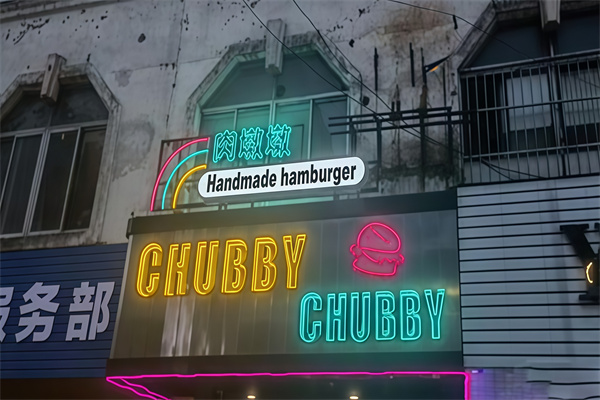 肉墩墩
Handmade hamburger
CHUBBY
CHUBBY
服务部